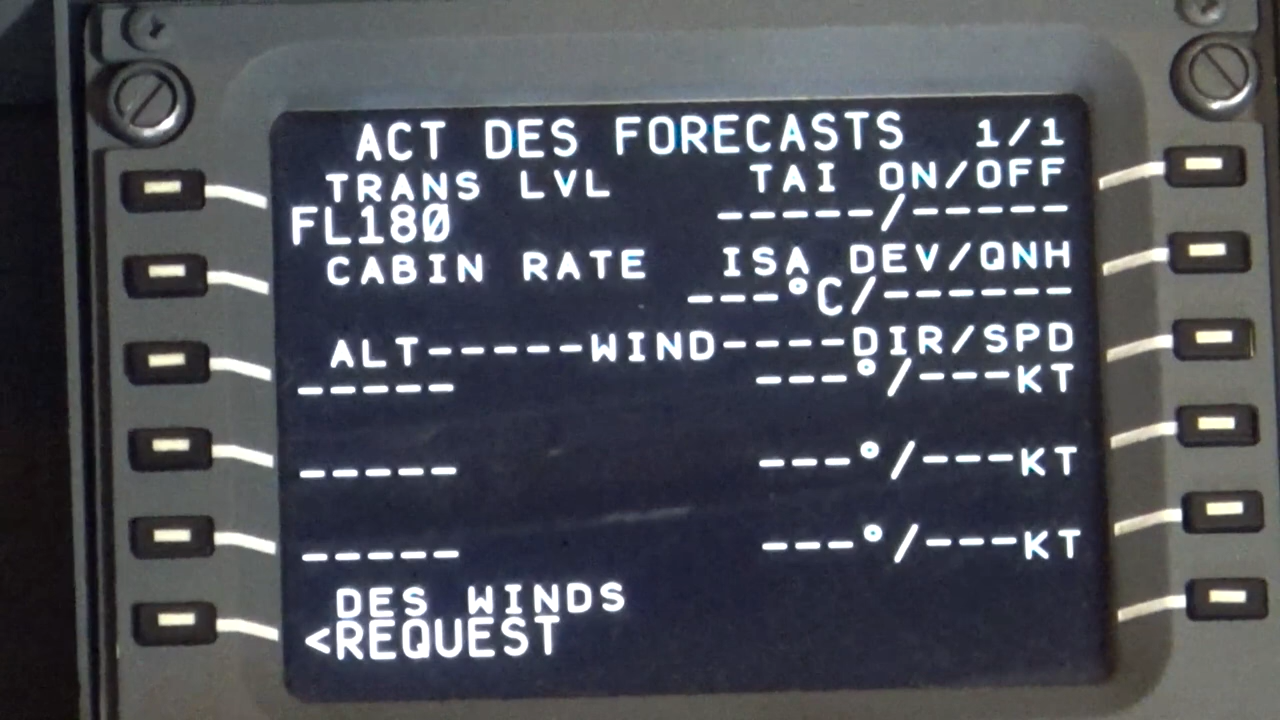 ACT DES FORECASTS 1/1
TRANS LVL TAI ON/OFF
FL180 -----/-----
CABIN RATE ISA DEV/QNH
---°C/------
ALT-----WIND----DIR/SPD
----- ---°/---KT
----- ---°/---KT
----- ---°/---KT
DES WINDS
<REQUEST